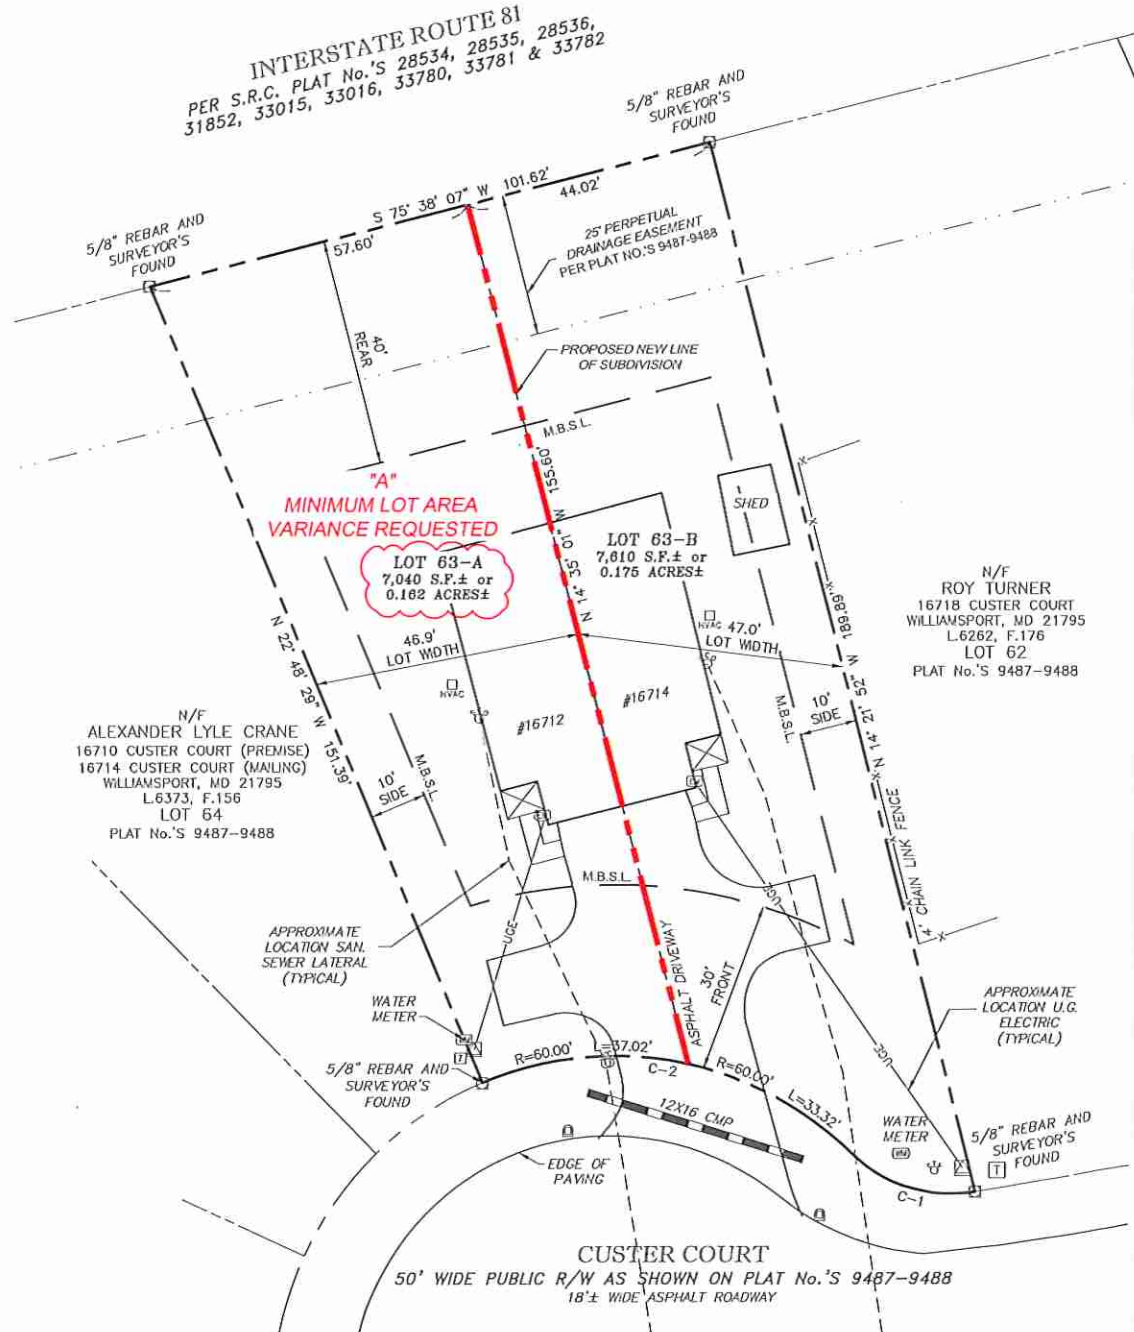 INTERSTATE ROUTE 81
PER S.R.C. PLAT No.'S 28534, 28535, 28536,
31852, 33015, 33016, 33780, 33781 & 33782
5/8" REBAR AND
SURVEYOR'S
FOUND
5/8" REBAR AND
SURVEYOR'S
FOUND
S 75° 38' 07" W 101.62'
57.60'
44.02'
25' PERPETUAL
DRAINAGE EASEMENT
PER PLAT NO.'S 9487-9488
40'
REAR
PROPOSED NEW LINE
OF SUBDIVISION
M.B.S.L.
"A"
MINIMUM LOT AREA
VARIANCE REQUESTED
LOT 63-A
7,040 S.F.± or
0.162 ACRES±
N 14° 35' 01" W 155.60'
LOT 63-B
7,610 S.F.± or
0.175 ACRES±
SHED
N/F
ROY TURNER
16718 CUSTER COURT
WILLIAMSPORT, MD 21795
L.6262, F.176
LOT 62
PLAT No.'S 9487-9488
46.9'
LOT WIDTH
47.0'
LOT WIDTH
HVAC
HVAC
#16712
#16714
N 22° 48' 29" W 151.39'
N 14° 21' 52" W 189.89'
N/F
ALEXANDER LYLE CRANE
16710 CUSTER COURT (PREMISE)
16714 CUSTER COURT (MAILING)
WILLIAMSPORT, MD 21795
L.6373, F.156
LOT 64
PLAT No.'S 9487-9488
10'
SIDE
M.B.S.L.
M.B.S.L.
10'
SIDE
4' CHAIN LINK FENCE
M.B.S.L.
UGE
UGE
APPROXIMATE
LOCATION SAN.
SEWER LATERAL
(TYPICAL)
ASPHALT DRIVEWAY
30'
FRONT
WATER
METER
APPROXIMATE
LOCATION U.G.
ELECTRIC
(TYPICAL)
UGE
5/8" REBAR AND
SURVEYOR'S
FOUND
T
R=60.00'
L=37.02'
C-2
R=60.00'
L=33.32'
12X16 CMP
WATER
METER
5/8" REBAR AND
SURVEYOR'S
FOUND
T
C-1
EDGE OF
PAVING
CUSTER COURT
50' WIDE PUBLIC R/W AS SHOWN ON PLAT No.'S 9487-9488
18'± WIDE ASPHALT ROADWAY